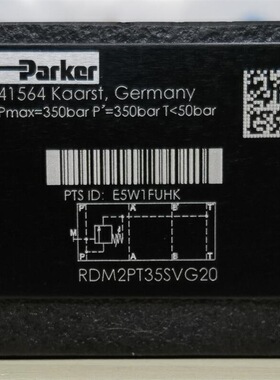 Parker
41564 Kaarst, Germany
Pmax=350bar P'=350bar T<50bar
PTS ID: E5W1FUHK
P A B T
M
P A B T
RDM2PT35SVG20